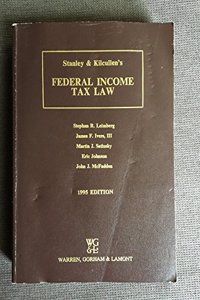 Stanley & Kilcullen's
FEDERAL INCOME
TAX LAW
Stephan R. Leimberg
James F. Ivers, III
Martin J. Satinsky
Eric Johnson
John J. McFadden
1995 EDITION
WG
&L
WARREN, GORHAM & LAMONT